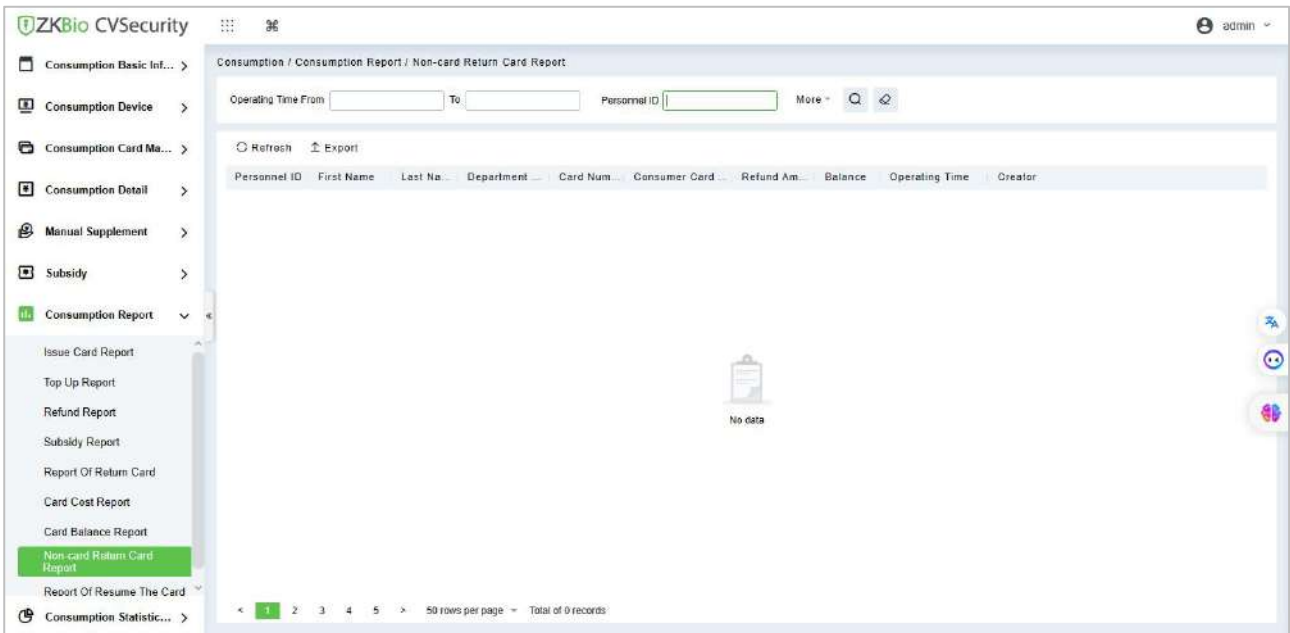 ZKBio CVSecurity
admin
Consumption Basic Inf...
Consumption / Consumption Report / Non-card Return Card Report
Operating Time From To Personnel ID More
Consumption Device
Consumption Card Ma...
Refresh Export
Personnel ID First Name Last Na... Department ... Card Num... Consumer Card ... Refund Am... Balance Operating Time Creator
Consumption Detail
Manual Supplement
Subsidy
Consumption Report
Issue Card Report
Top Up Report
Refund Report
Subsidy Report
Report Of Return Card
Card Cost Report
Card Balance Report
Non-card Return Card
Report
Report Of Resume The Card
Consumption Statistic...
No data
< 1 2 3 4 5 > 50 rows per page Total of 0 records